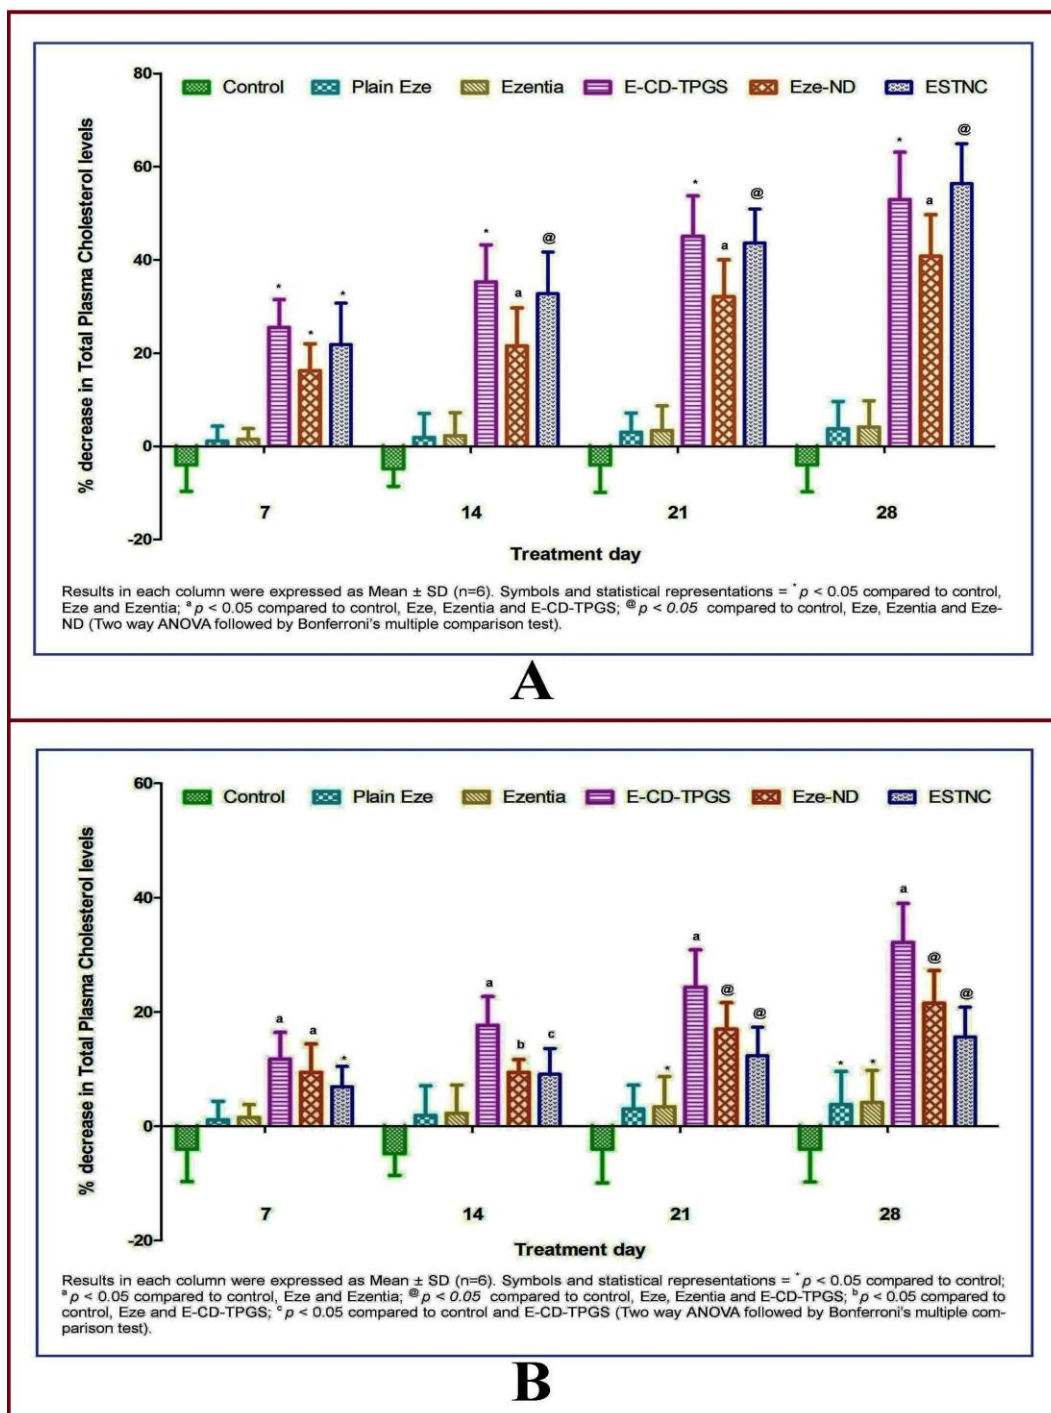 80
Control Plain Eze Ezentia E-CD-TPGS Eze-ND ESTNC
60
40
20
0
-20
% decrease in Total Plasma Cholesterol levels
* * *
* a @
* a @
* a @
7 14 21 28
Treatment day
Results in each column were expressed as Mean ± SD (n=6). Symbols and statistical representations = * p < 0.05 compared to control,
Eze and Ezentia; a p < 0.05 compared to control, Eze, Ezentia and E-CD-TPGS; @ p < 0.05 compared to control, Eze, Ezentia and Eze-
ND (Two way ANOVA followed by Bonferroni's multiple comparison test).
A
60
Control Plain Eze Ezentia E-CD-TPGS Eze-ND ESTNC
40
20
0
-20
% decrease in Total Plasma Cholesterol levels
a a *
a b c
* a @ @
* * a @ @
7 14 21 28
Treatment day
Results in each column were expressed as Mean ± SD (n=6). Symbols and statistical representations = * p < 0.05 compared to control;
a p < 0.05 compared to control, Eze and Ezentia; @ p < 0.05 compared to control, Eze, Ezentia and E-CD-TPGS; b p < 0.05 compared to
control, Eze and E-CD-TPGS; c p < 0.05 compared to control and E-CD-TPGS (Two way ANOVA followed by Bonferroni's multiple com-
parison test).
B